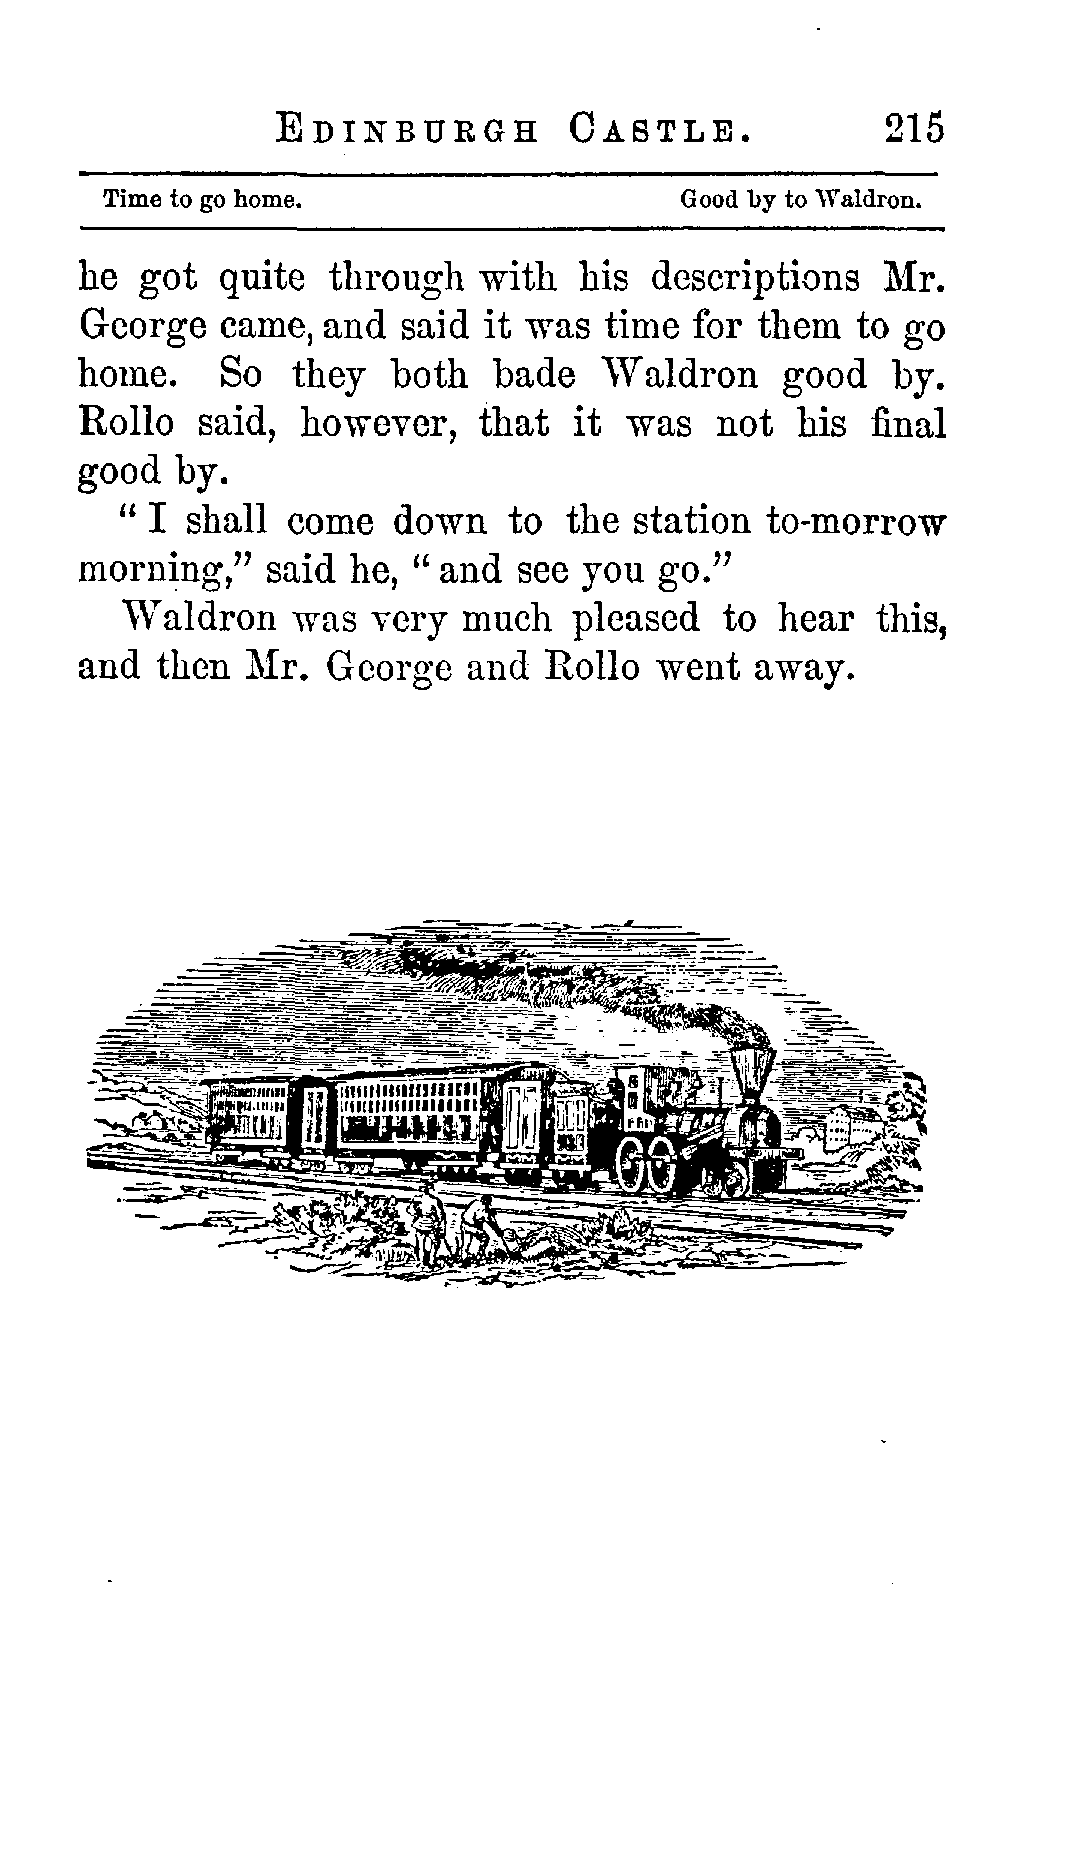 EDINBURGH CASTLE. 215
Time to go home. Good by to Waldron.
he got quite through with his descriptions Mr.
George came, and said it was time for them to go
home. So they both bade Waldron good by.
Rollo said, however, that it was not his final
good by.
“I shall come down to the station to-morrow
morning,” said he, “and see you go.”
Waldron was very much pleased to hear this,
and then Mr. George and Rollo went away.